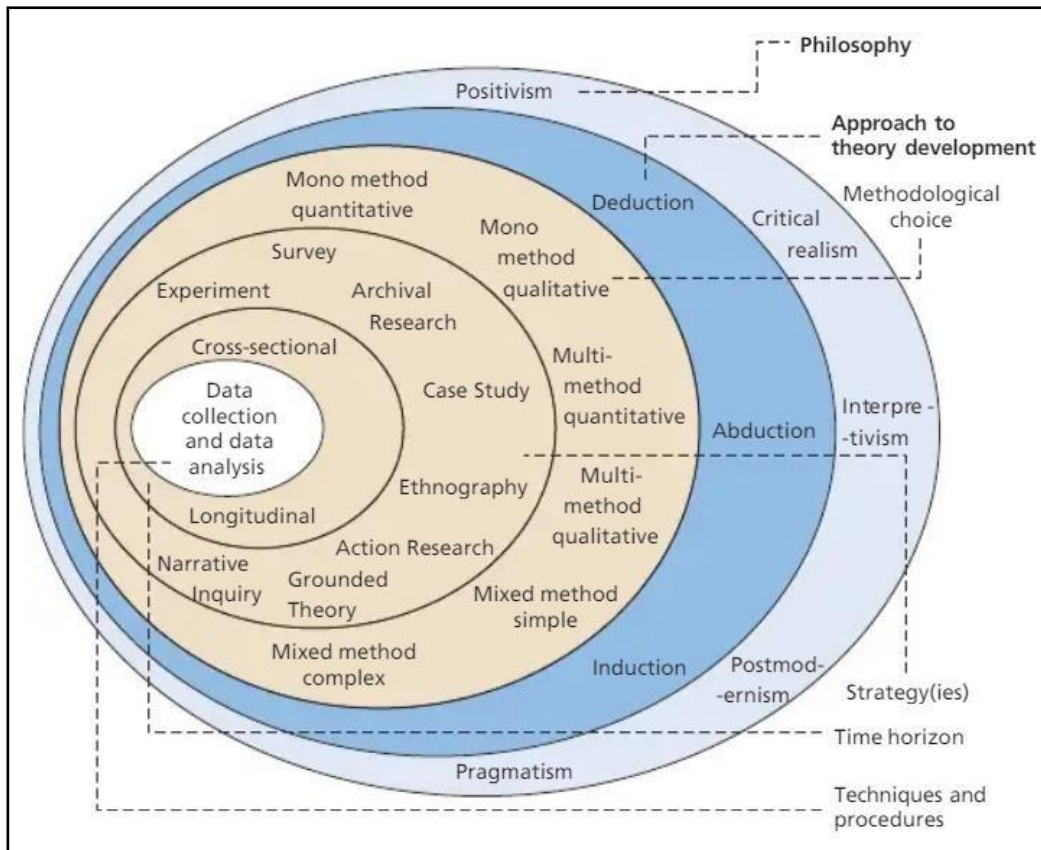 Philosophy
Positivism
Approach to
theory development
Mono method
quantitative
Deduction
Methodological
choice
Critical
realism
Mono
method
qualitative
Survey
Experiment
Archival
Research
Cross-sectional
Data
collection
and data
analysis
Case Study
Multi-
method
quantitative
Abduction
Interpre -
-tivism
Ethnography
Multi-
method
qualitative
Longitudinal
Action Research
Narrative
Inquiry
Grounded
Theory
Mixed method
simple
Mixed method
complex
Induction
Postmod-
-ernism
Strategy(ies)
Time horizon
Pragmatism
Techniques and
procedures